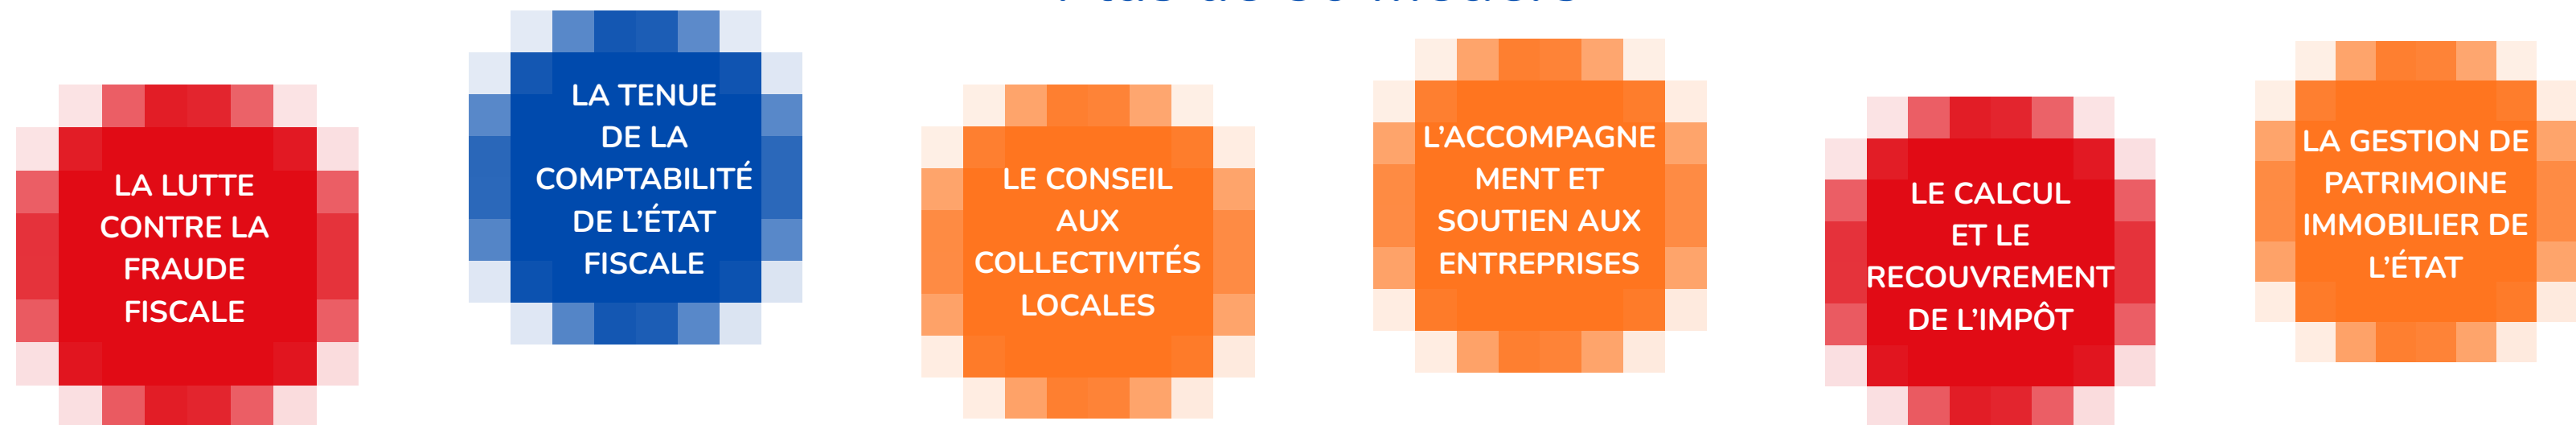 LA LUTTE
CONTRE LA
FRAUDE
FISCALE
LA TENUE
DE LA
COMPTABILITÉ
DE L’ÉTAT
FISCALE
LE CONSEIL
AUX
COLLECTIVITÉS
LOCALES
L’ACCOMPAGNE
MENT ET
SOUTIEN AUX
ENTREPRISES
LE CALCUL
ET LE
RECOUVREMENT
DE L’IMPÔT
LA GESTION DE
PATRIMOINE
IMMOBILIER DE
L’ÉTAT